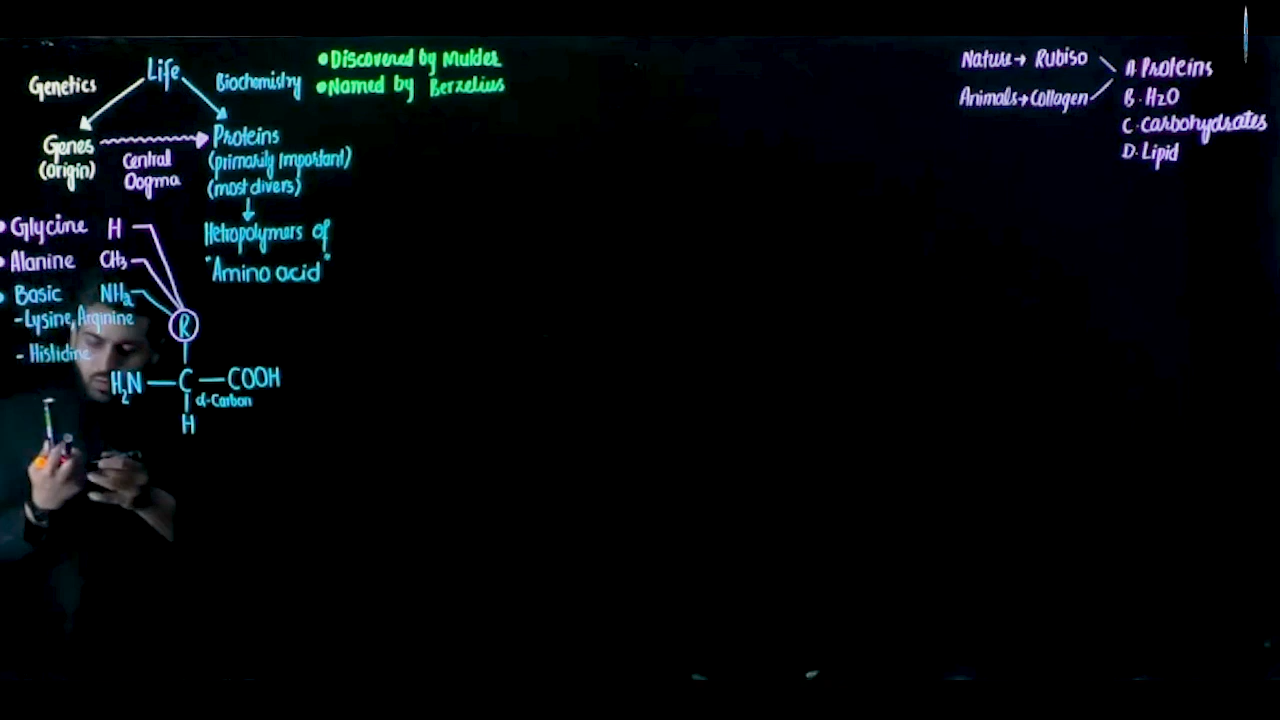 Life
Genetics
Biochemistry
•Discovered by Mulder
•Named by Berzelius
Genes
(origin)
Central
Dogma
Proteins
(primarily important)
(most divers)
Hetropolymers of
"Amino acid"
• Glycine H
• Alanine CH3
• Basic NH2
-Lysine, Arginine
- Histidine
R
H2N — C — COOH
α-Carbon
H
Nature → Rubiso
Animals → Collagen
A. Proteins
B. H2O
C. Carbohydrates
D. Lipid